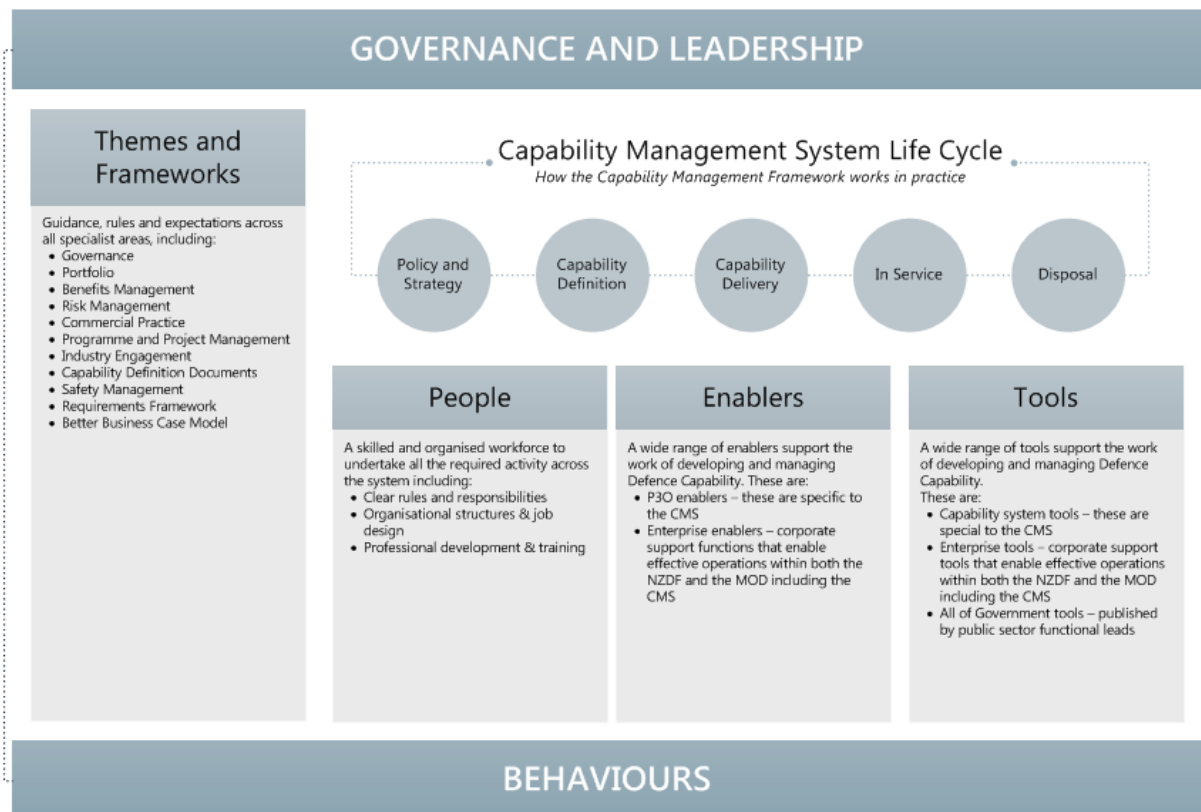 GOVERNANCE AND LEADERSHIP
Themes and
Frameworks
Guidance, rules and expectations across
all specialist areas, including:
• Governance
• Portfolio
• Benefits Management
• Risk Management
• Commercial Practice
• Programme and Project Management
• Industry Engagement
• Capability Definition Documents
• Safety Management
• Requirements Framework
• Better Business Case Model
Capability Management System Life Cycle
How the Capability Management Framework works in practice
Policy and
Strategy
Capability
Definition
Capability
Delivery
In Service
Disposal
People
A skilled and organised workforce to
undertake all the required activity across
the system including:
• Clear rules and responsibilities
• Organisational structures & job
design
• Professional development & training
Enablers
A wide range of enablers support the
work of developing and managing
Defence Capability. These are:
• P3O enablers – these are specific to
the CMS
• Enterprise enablers – corporate
support functions that enable
effective operations within both the
NZDF and the MOD including the
CMS
Tools
A wide range of tools support the work
of developing and managing Defence
Capability.
These are:
• Capability system tools – these are
special to the CMS
• Enterprise tools – corporate support
tools that enable effective operations
within both the NZDF and the MOD
including the CMS
• All of Government tools – published
by public sector functional leads
BEHAVIOURS